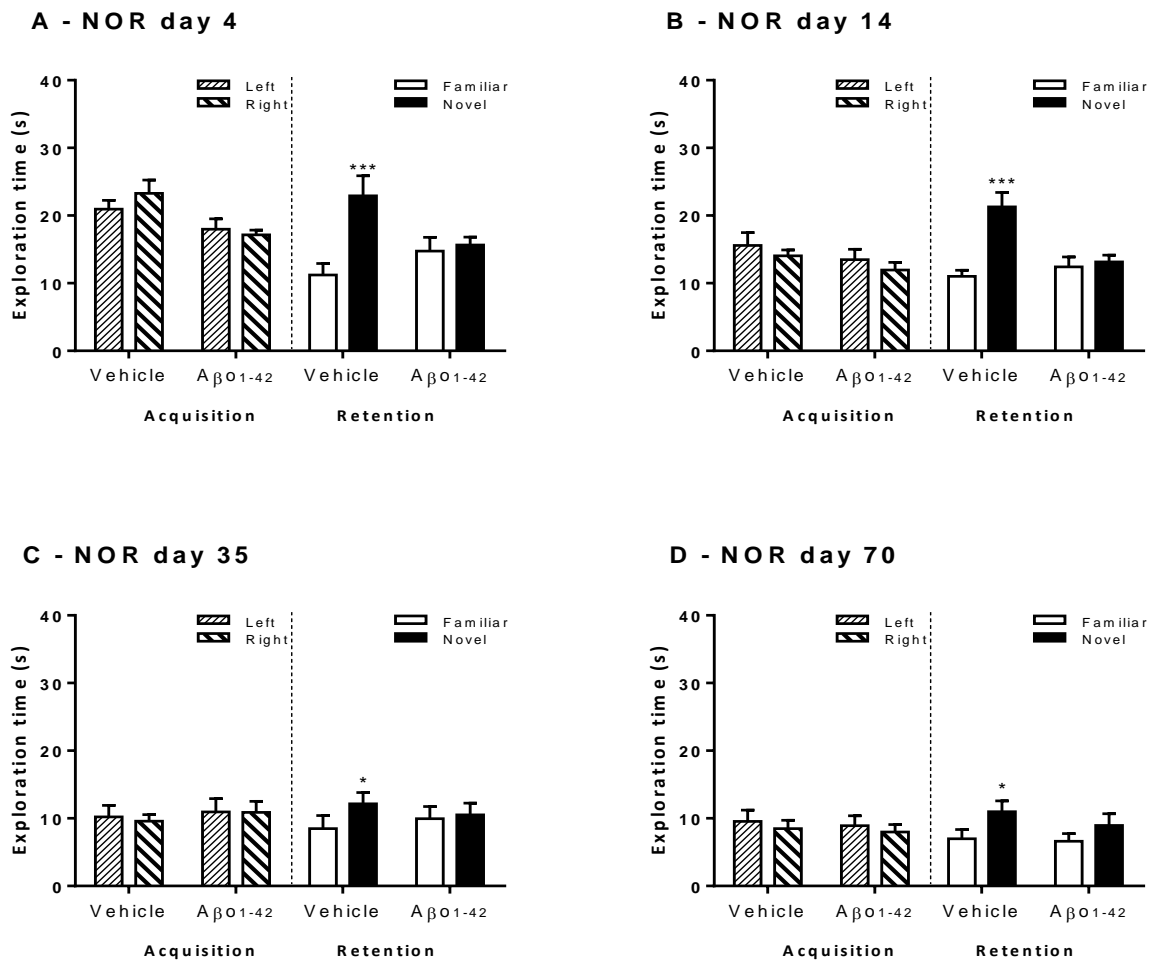 A - NOR day 4
Left
Right
Familiar
Novel
Exploration time (s)
40
30
20
10
0
***
Vehicle Aβo1-42 Vehicle Aβo1-42
Acquisition Retention
B - NOR day 14
Left
Right
Familiar
Novel
Exploration time (s)
40
30
20
10
0
***
Vehicle Aβo1-42 Vehicle Aβo1-42
Acquisition Retention
C - NOR day 35
Left
Right
Familiar
Novel
Exploration time (s)
40
30
20
10
0
*
Vehicle Aβo1-42 Vehicle Aβo1-42
Acquisition Retention
D - NOR day 70
Left
Right
Familiar
Novel
Exploration time (s)
40
30
20
10
0
*
Vehicle Aβo1-42 Vehicle Aβo1-42
Acquisition Retention